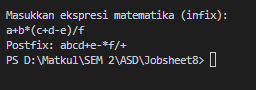 Masukkan ekspresi matematika (infix):
a+b*(c+d-e)/f
Postfix: abcd+e-*f/+
PS D:\Matkul\SEM 2\ASD\Jobsheet8>